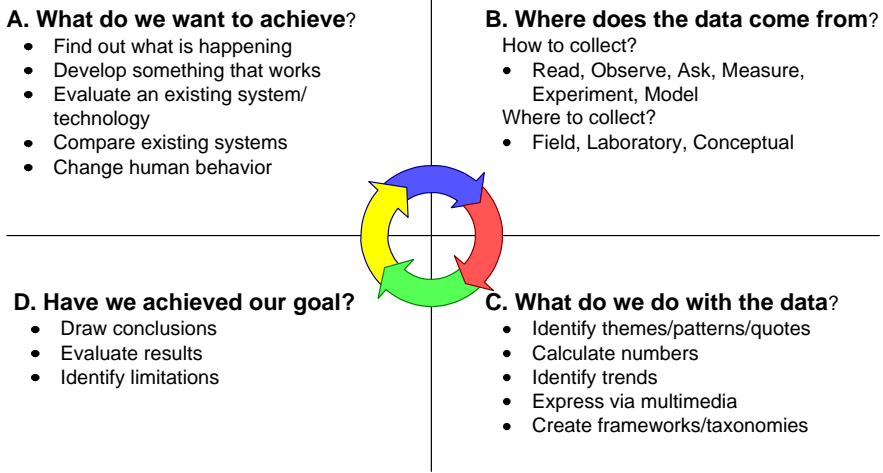 A. What do we want to achieve?
• Find out what is happening
• Develop something that works
• Evaluate an existing system/
technology
• Compare existing systems
• Change human behavior
B. Where does the data come from?
How to collect?
• Read, Observe, Ask, Measure,
Experiment, Model
Where to collect?
• Field, Laboratory, Conceptual
D. Have we achieved our goal?
• Draw conclusions
• Evaluate results
• Identify limitations
C. What do we do with the data?
• Identify themes/patterns/quotes
• Calculate numbers
• Identify trends
• Express via multimedia
• Create frameworks/taxonomies